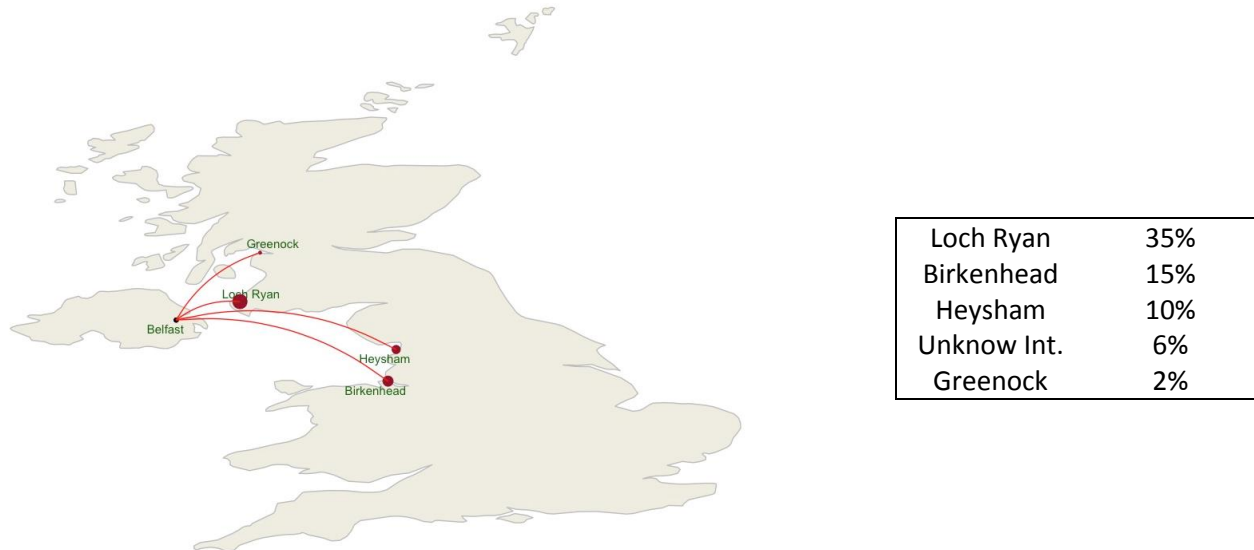 Greenock
Loch Ryan
Belfast
Heysham
Birkenhead
Loch Ryan 35%
Birkenhead 15%
Heysham 10%
Unknow Int. 6%
Greenock 2%